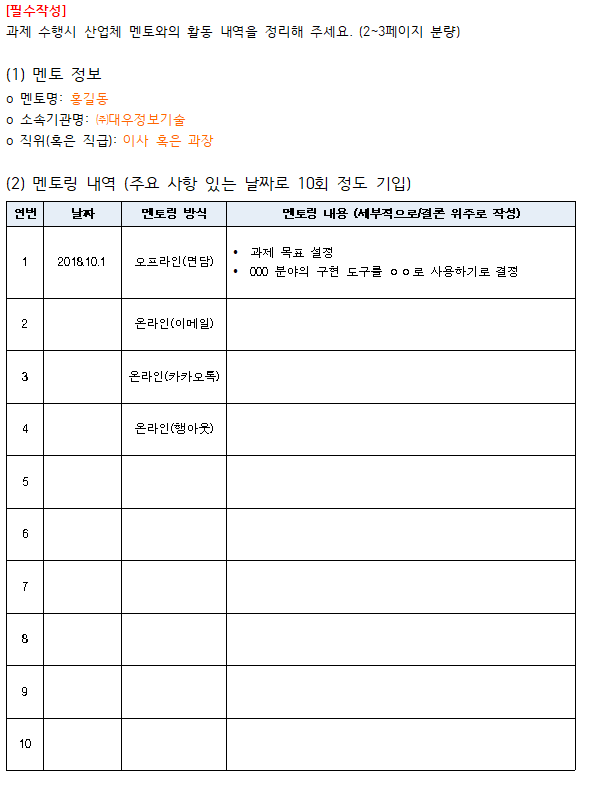 [필수작성]
과제 수행시 산업체 멘토와의 활동 내역을 정리해 주세요. (2~3페이지 분량)
(1) 멘토 정보
o 멘토명: 홍길동
o 소속기관명: ㈜대우정보기술
o 직위(혹은 직급): 이사 혹은 과장
(2) 멘토링 내역 (주요 사항 있는 날짜로 10회 정도 기입)
연번 날짜 멘토링 방식 멘토링 내용 (세부적으로/결론 위주로 작성)
1 2018.10.1 오프라인(면담)
• 과제 목표 설정
• 000 분야의 구현 도구를 ㅇㅇ로 사용하기로 결정
2 온라인(이메일)
3 온라인(카카오톡)
4 온라인(행아웃)
5
6
7
8
9
10